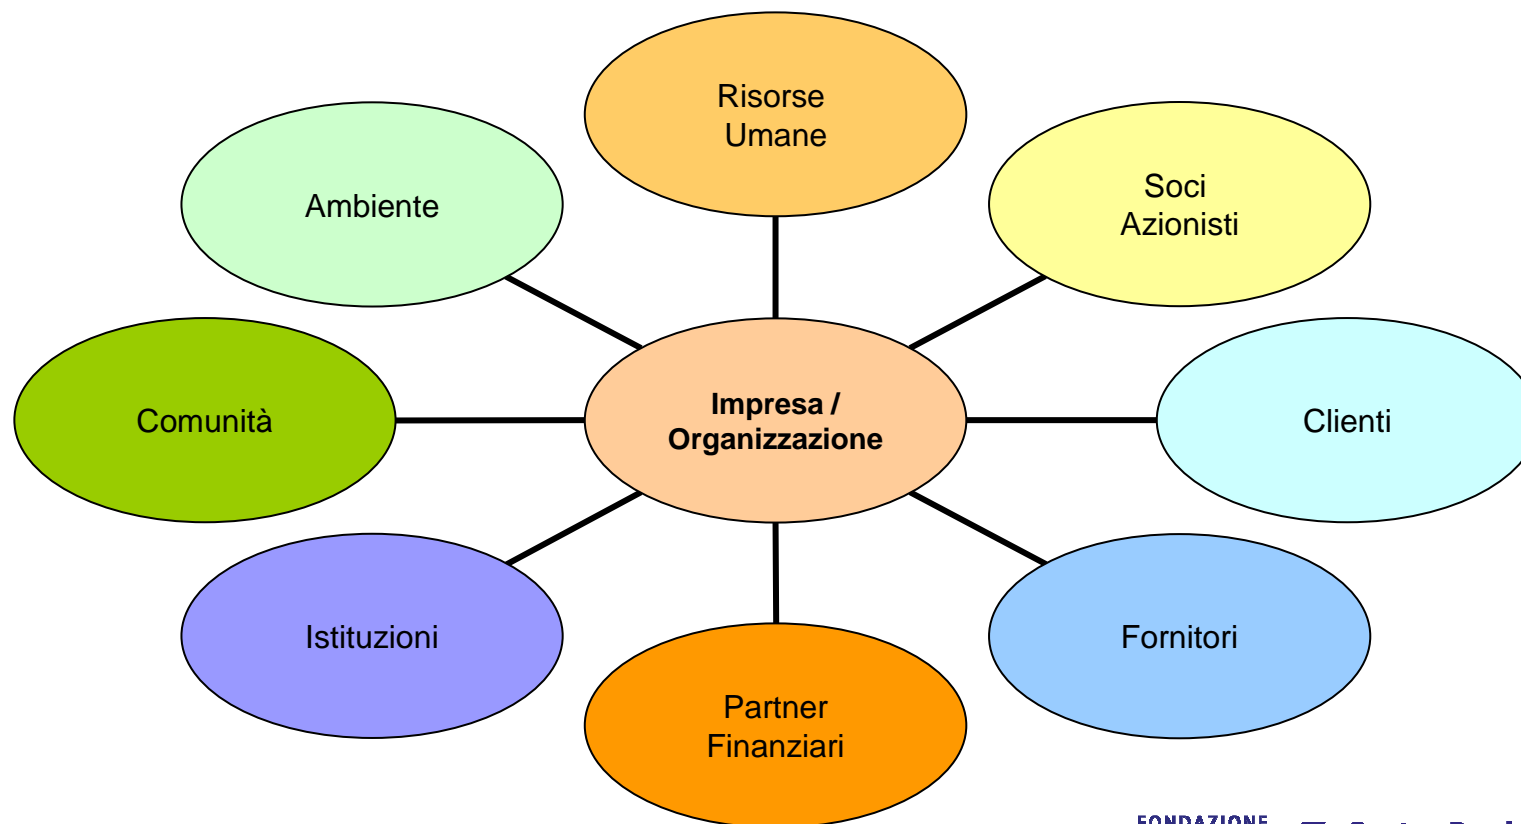 Risorse
Umane
Soci
Azionisti
Ambiente
Impresa /
Organizzazione
Comunità
Clienti
Istituzioni
Fornitori
Partner
Finanziari
FONDAZIONE